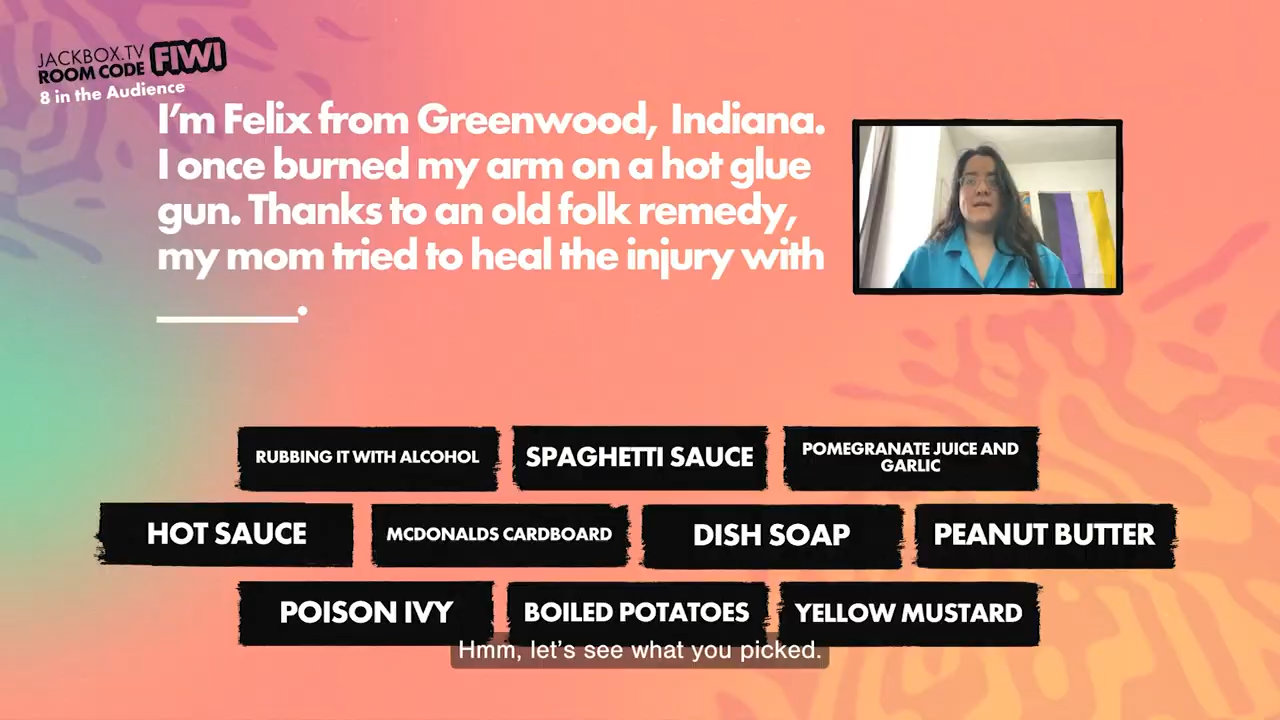 JACKBOX.TV
ROOM CODE FIWI
8 in the Audience
I'm Felix from Greenwood, Indiana.
I once burned my arm on a hot glue
gun. Thanks to an old folk remedy,
my mom tried to heal the injury with
________.
RUBBING IT WITH ALCOHOL
SPAGHETTI SAUCE
POMEGRANATE JUICE AND
GARLIC
HOT SAUCE
MCDONALDS CARDBOARD
DISH SOAP
PEANUT BUTTER
POISON IVY
BOILED POTATOES
YELLOW MUSTARD
Hmm, let's see what you picked.